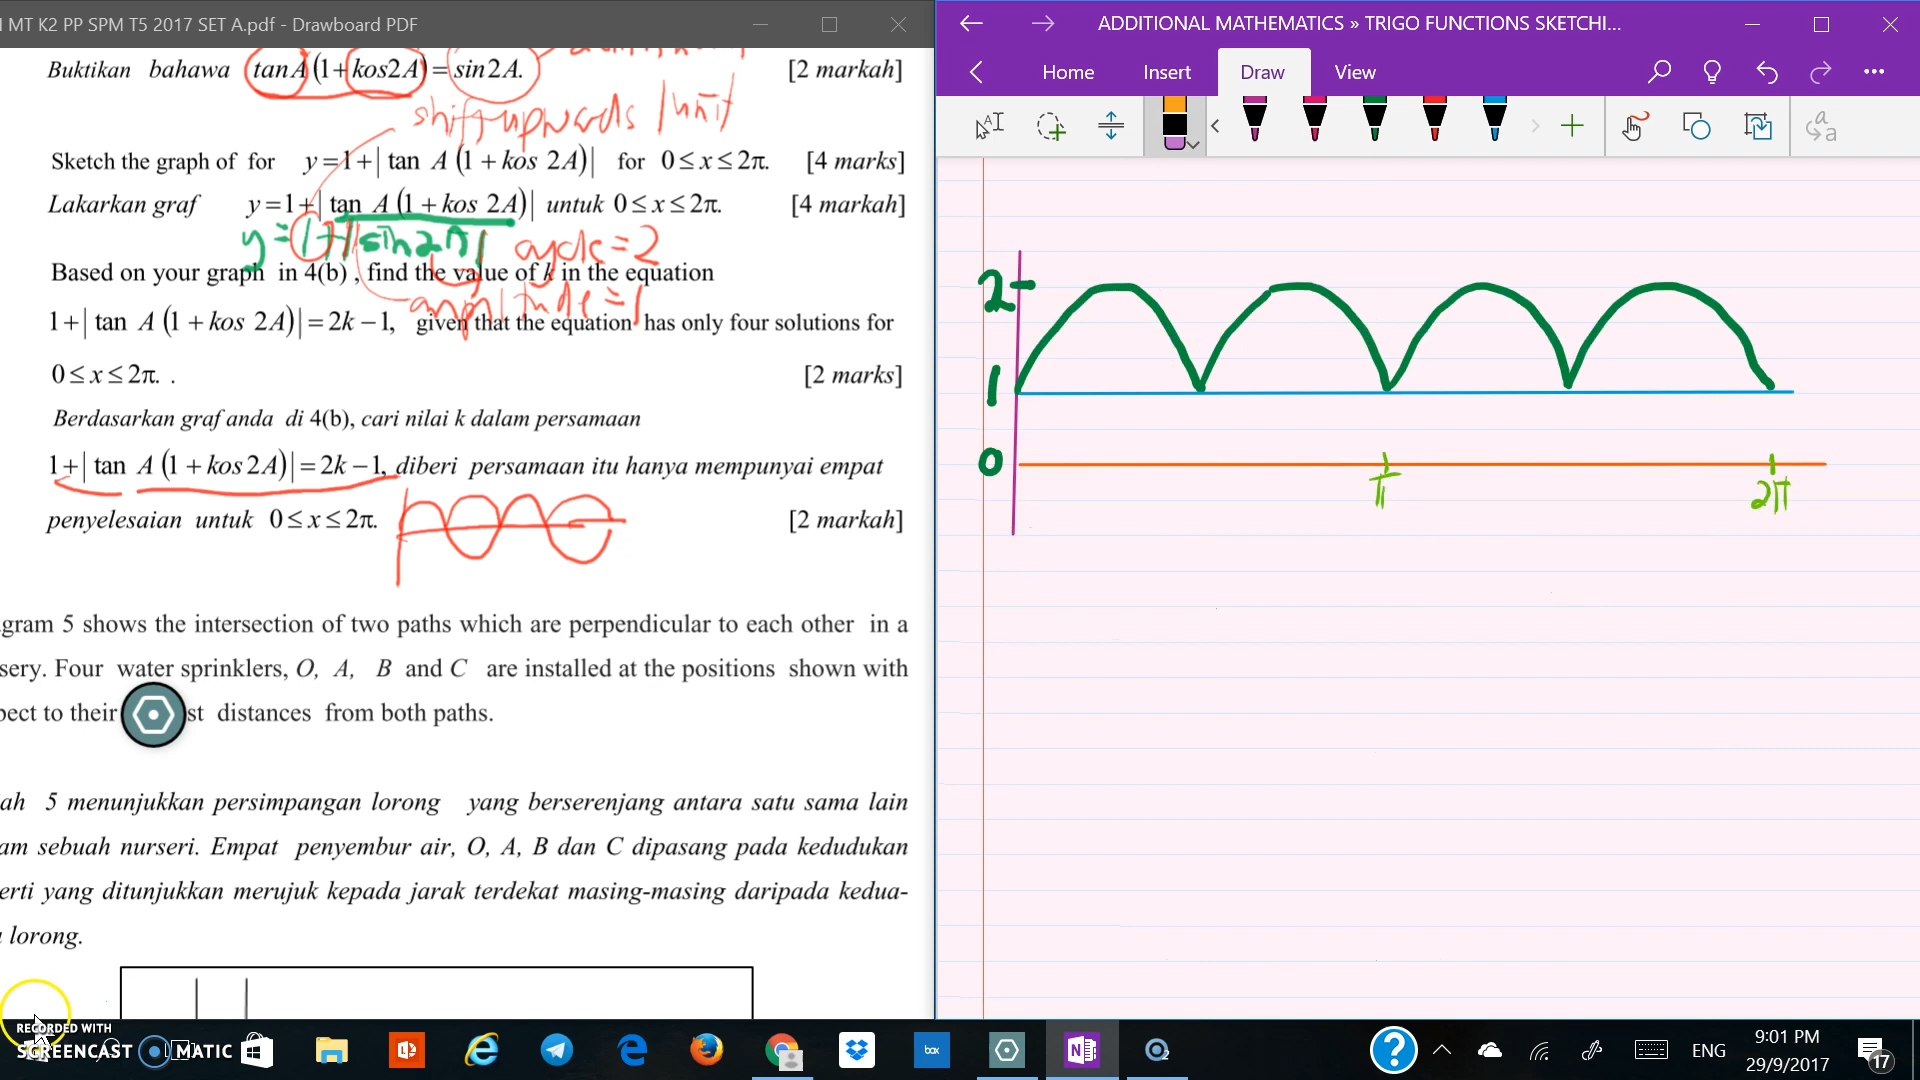 MT K2 PP SPM T5 2017 SET A.pdf - Drawboard PDF
Buktikan bahawa tanA (1+kos2A) = sin2A. [2 markah]
shift upwards 1 unit
Sketch the graph of for y = 1 + | tan A (1 + kos 2A)| for 0 ≤ x ≤ 2π. [4 marks]
Lakarkan graf y = 1 + | tan A (1 + kos 2A)| untuk 0 ≤ x ≤ 2π. [4 markah]
y = 1 + |sin 2A| cycle = 2
Based on your graph in 4(b) , find the value of k in the equation
amplitude = 1
1 + | tan A (1 + kos 2A)| = 2k − 1, given that the equation has only four solutions for
0 ≤ x ≤ 2π. . [2 marks]
Berdasarkan graf anda di 4(b), cari nilai k dalam persamaan
1 + | tan A (1 + kos 2A)| = 2k − 1, diberi persamaan itu hanya mempunyai empat
penyelesaian untuk 0 ≤ x ≤ 2π. [2 markah]
gram 5 shows the intersection of two paths which are perpendicular to each other in a
sery. Four water sprinklers, O, A, B and C are installed at the positions shown with
pect to their st distances from both paths.
ah 5 menunjukkan persimpangan lorong yang berserenjang antara satu sama lain
am sebuah nurseri. Empat penyembur air, O, A, B dan C dipasang pada kedudukan
erti yang ditunjukkan merujuk kepada jarak terdekat masing-masing daripada kedua-
lorong.
ADDITIONAL MATHEMATICS » TRIGO FUNCTIONS SKETCHI...
Home Insert Draw View
2
1
0
π
2π
RECORDED WITH
SCREENCAST MATIC
box
ENG
9:01 PM
29/9/2017
17